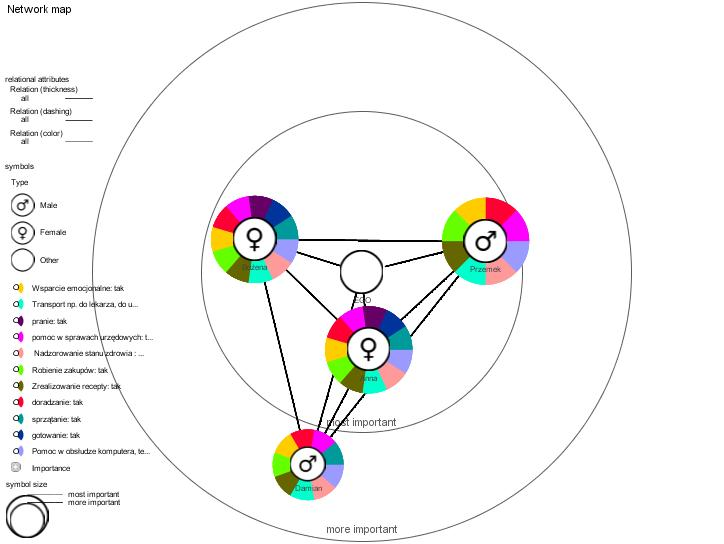 Network map
relational attributes
Relation (thickness)
all
Relation (dashing)
all
Relation (color)
all
symbols
Type
Male
Female
Other
Wsparcie emocjonalne: tak
Transport np. do lekarza, do u...
pranie: tak
pomoc w sprawach urzędowych: t...
Nadzorowanie stanu zdrowia : ...
Robienie zakupów: tak
Zrealizowanie recepty: tak
doradzanie: tak
sprzątanie: tak
gotowanie: tak
Pomoc w obsłudze komputera, te...
Importance
symbol size
most important
more important
Bożena
Przemek
EGO
Anna
most important
Damian
more important